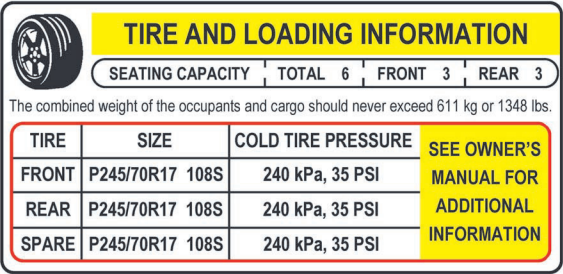 TIRE AND LOADING INFORMATION
SEATING CAPACITY TOTAL 6 FRONT 3 REAR 3
The combined weight of the occupants and cargo should never exceed 611 kg or 1348 lbs.
TIRE SIZE COLD TIRE PRESSURE
FRONT P245/70R17 108S 240 kPa, 35 PSI
REAR P245/70R17 108S 240 kPa, 35 PSI
SPARE P245/70R17 108S 240 kPa, 35 PSI
SEE OWNER'S
MANUAL FOR
ADDITIONAL
INFORMATION